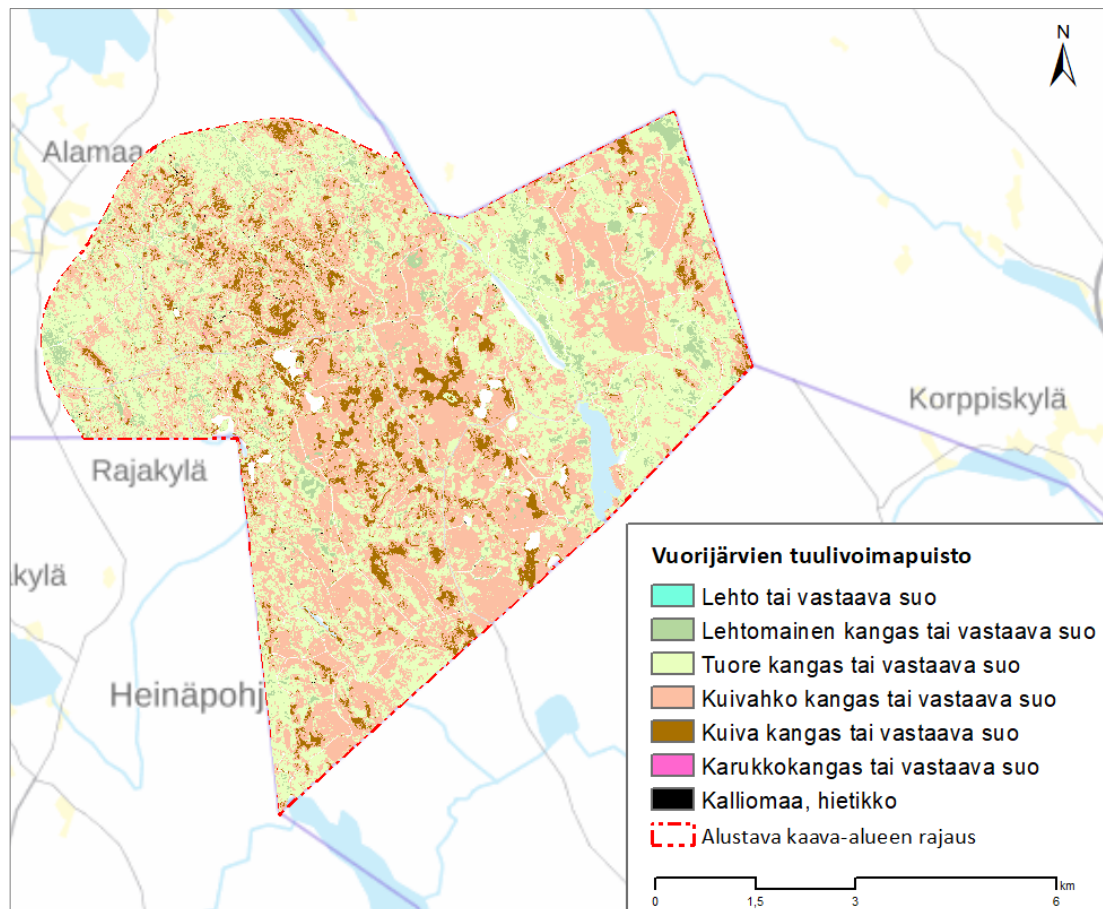 N
Alamaa
Korppiskylä
Rajakylä
kylä
Heinäpohj
Vuorijärvien tuulivoimapuisto
Lehto tai vastaava suo
Lehtomainen kangas tai vastaava suo
Tuore kangas tai vastaava suo
Kuivahko kangas tai vastaava suo
Kuiva kangas tai vastaava suo
Karukkokangas tai vastaava suo
Kalliomaa, hietikko
Alustava kaava-alueen rajaus
km
0 1,5 3 6